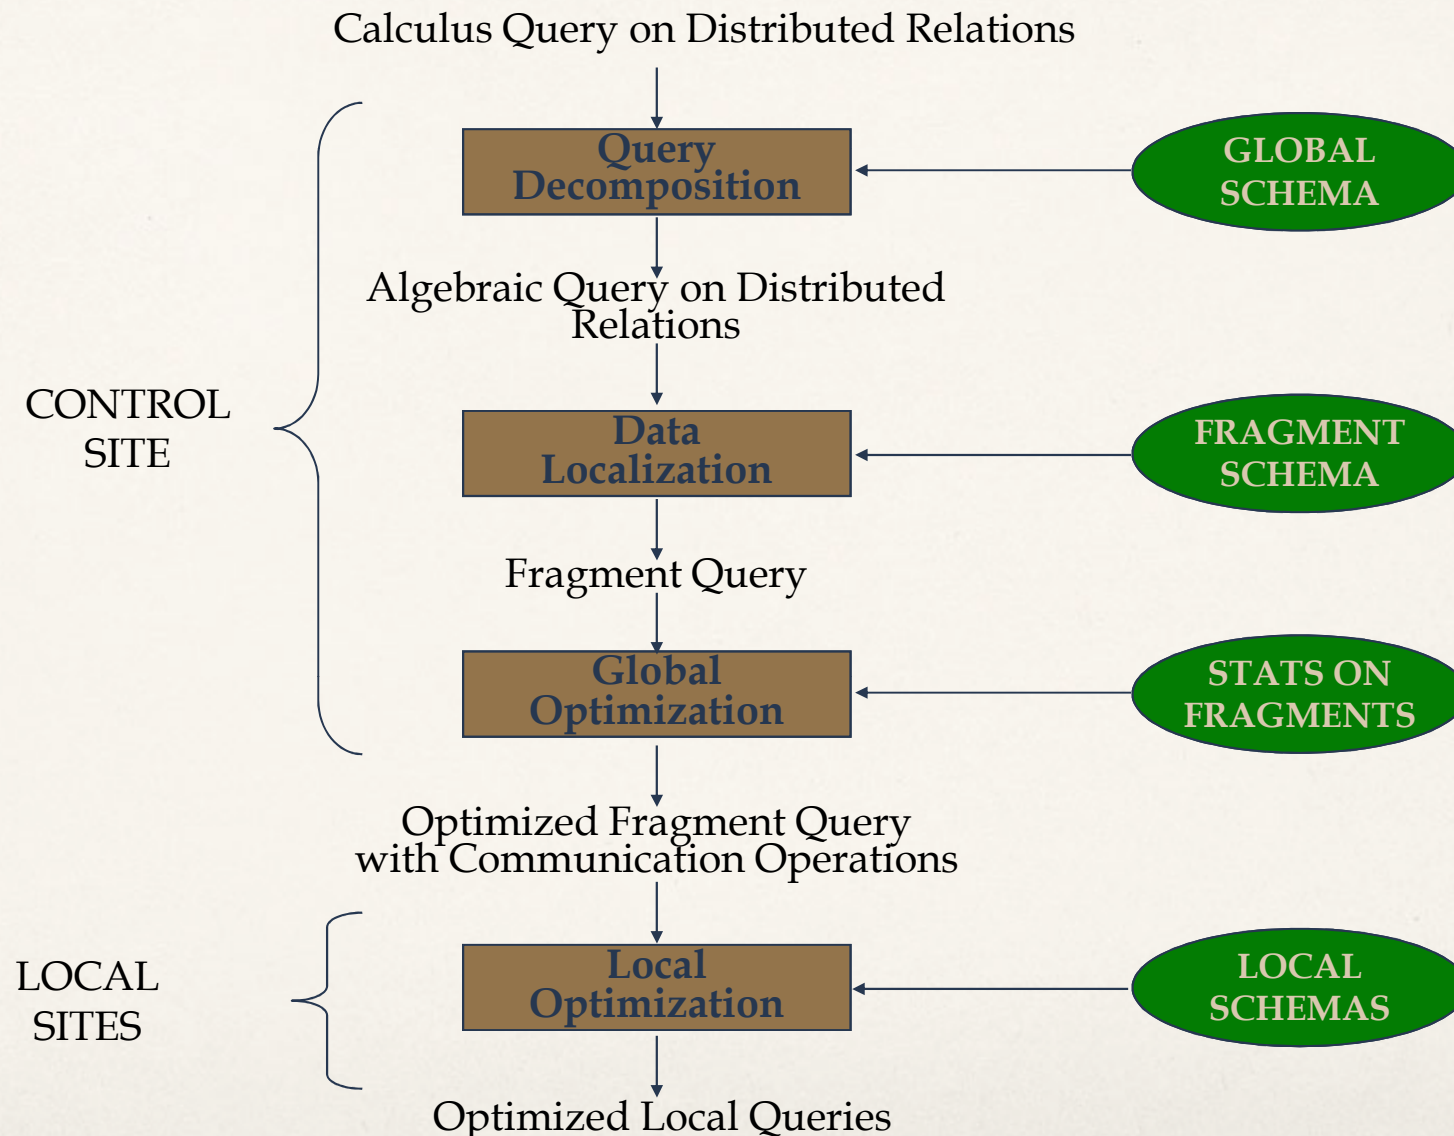 Calculus Query on Distributed Relations
Query
Decomposition
GLOBAL
SCHEMA
Algebraic Query on Distributed
Relations
CONTROL
SITE
Data
Localization
FRAGMENT
SCHEMA
Fragment Query
Global
Optimization
STATS ON
FRAGMENTS
Optimized Fragment Query
with Communication Operations
LOCAL
SITES
Local
Optimization
LOCAL
SCHEMAS
Optimized Local Queries